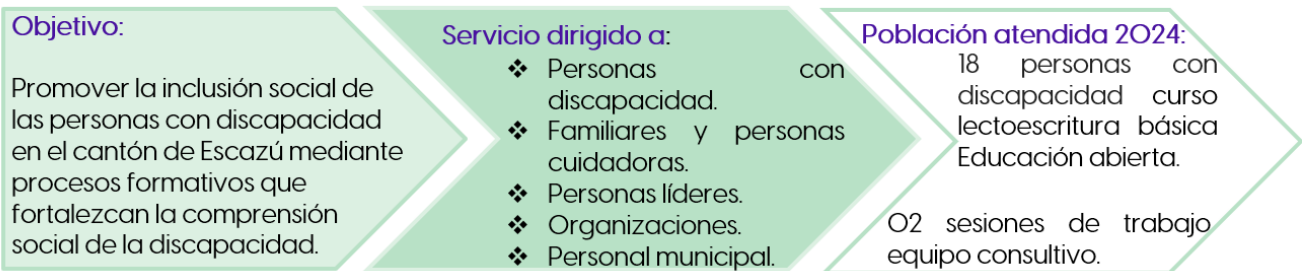 Objetivo:
Promover la inclusión social de
las personas con discapacidad
en el cantón de Escazú mediante
procesos formativos que
fortalezcan la comprensión
social de la discapacidad.
Servicio dirigido a:
❖ Personas con
discapacidad.
❖ Familiares y personas
cuidadoras.
❖ Personas líderes.
❖ Organizaciones.
❖ Personal municipal.
Población atendida 2024:
18 personas con
discapacidad curso
lectoescritura básica
Educación abierta.
02 sesiones de trabajo
equipo consultivo.